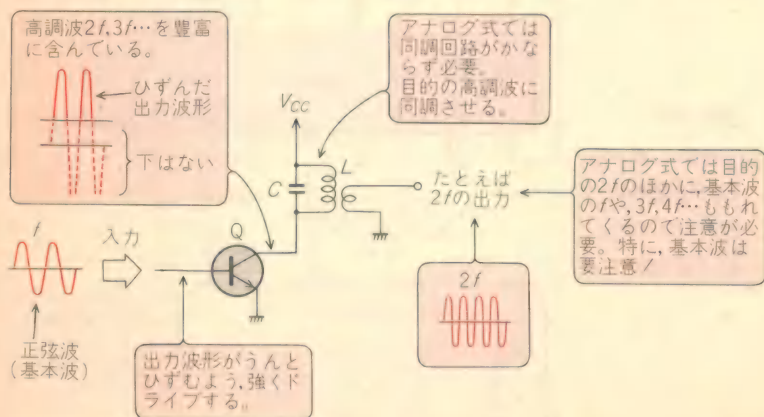 高調波2f,3f…を豊富
に含んでいる。
ひずんだ
出力波形
下はない
アナログ式では
同調回路がかな
らず必要。
目的の高調波に
同調させる。
VCC
C
L
たとえば
2fの出力
アナログ式では目的
の2fのほかに,基本波
のfや,3f,4f…ももれ
てくるので注意が必
要。特に,基本波は
要注意!
f
入力
Q
2f
正弦波
(基本波)
出力波形がうんと
ひずむよう,強くド
ライブする。